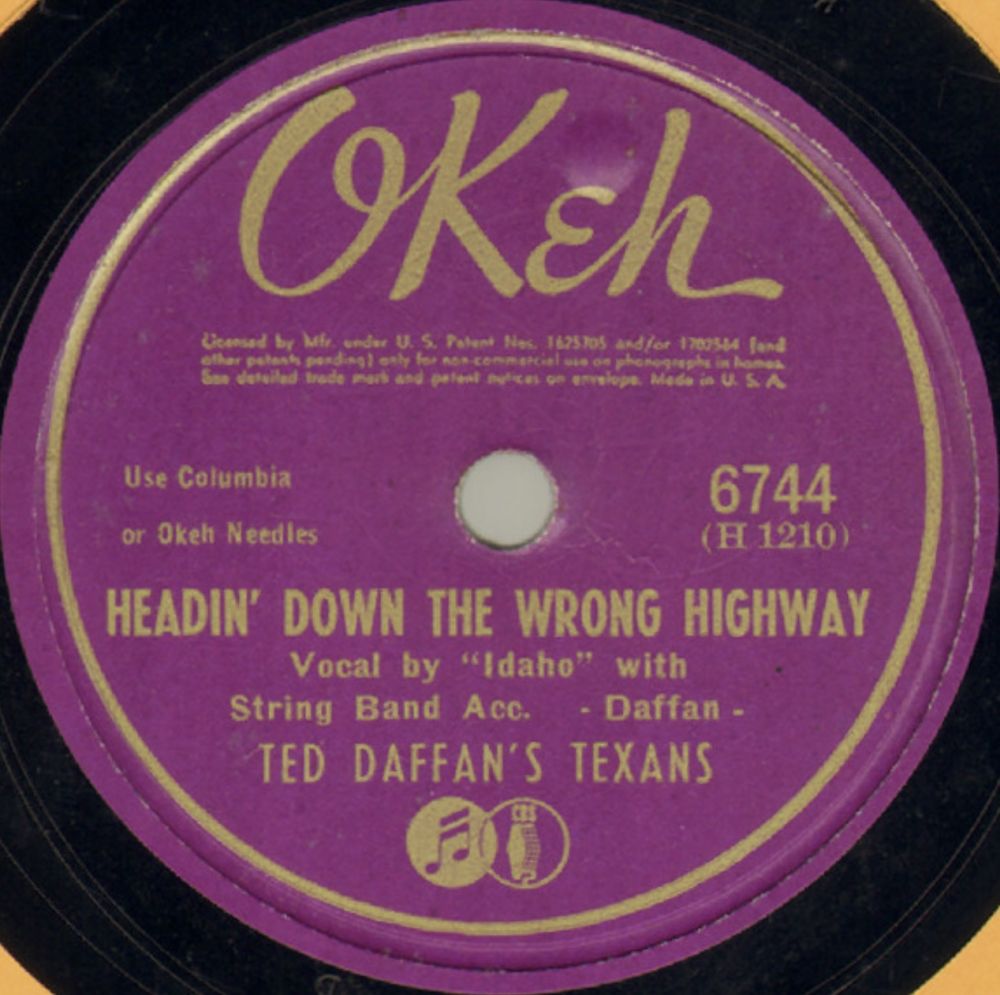 OKeh
Licensed by Mfr. under U. S. Patent Nos. 1625705 and/or 1702564 (and
other patents pending) only for non-commercial use on phonographs in homes.
See detailed trade mark and patent notices on envelope. Made in U. S. A.
Use Columbia
or Okeh Needles
6744
(H 1210)
HEADIN' DOWN THE WRONG HIGHWAY
Vocal by “Idaho” with
String Band Acc. - Daffan -
TED DAFFAN'S TEXANS
CBS